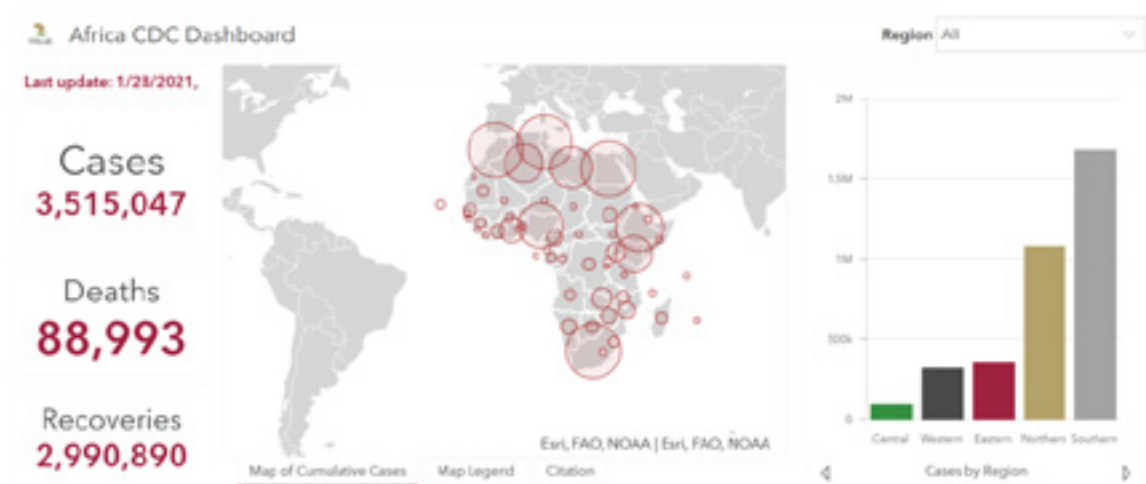 Africa CDC Dashboard
Region All
Last update: 1/28/2021,
Cases
3,515,047
Deaths
88,993
Recoveries
2,990,890
Esri, FAO, NOAA | Esri, FAO, NOAA
Map of Cumulative Cases Map Legend Citation
2M
1.5M
1M
500k
0
Central Western Eastern Northern Southern
Cases by Region